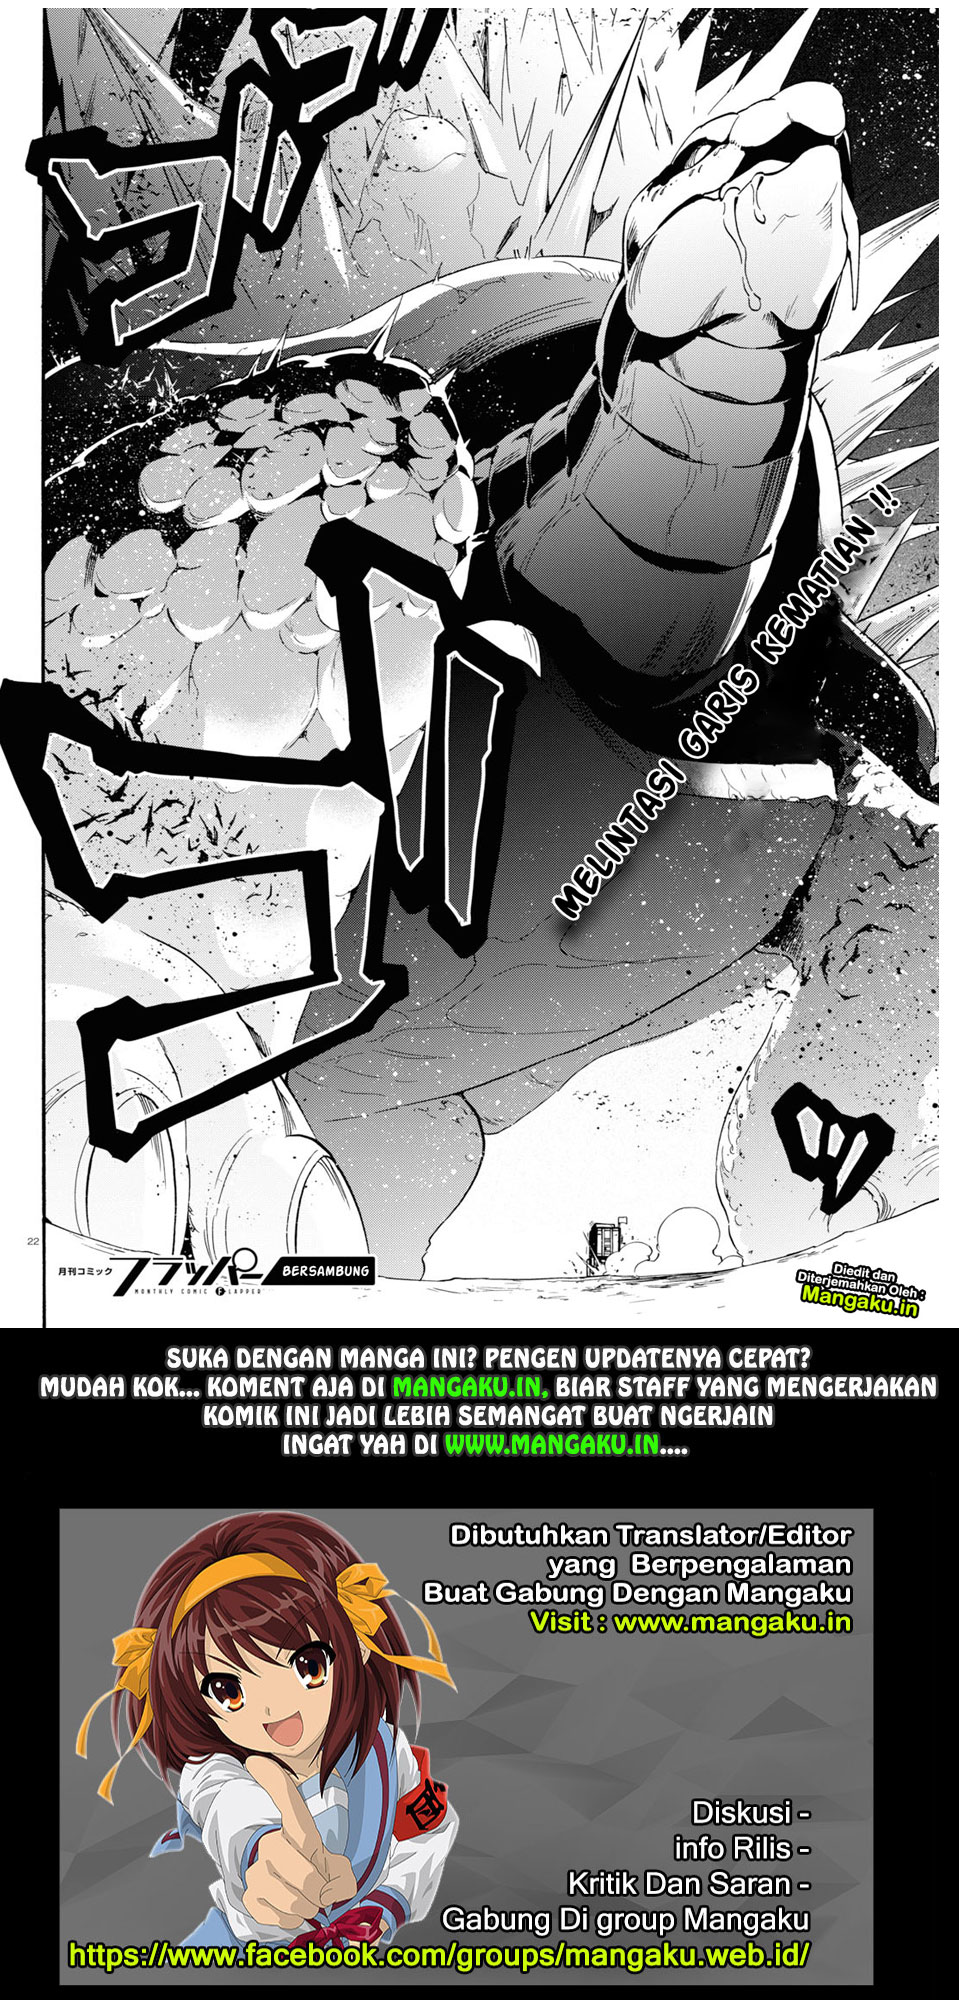 ゴゴ
ゴ
MELINTASI GARIS KEMATIAN !!
22
月刊コミック
フラッパー
MONTHLY COMIC FLAPPER
BERSAMBUNG
Diedit dan
Diterjemahkan Oleh :
Mangaku.in
SUKA DENGAN MANGA INI? PENGEN UPDATENYA CEPAT?
MUDAH KOK... KOMENT AJA DI MANGAKU.IN, BIAR STAFF YANG MENGERJAKAN
KOMIK INI JADI LEBIH SEMANGAT BUAT NGERJAIN
INGAT YAH DI WWW.MANGAKU.IN....
Dibutuhkan Translator/Editor
yang Berpengalaman
Buat Gabung Dengan Mangaku
Visit : www.mangaku.in
団
Diskusi -
info Rilis -
Kritik Dan Saran -
Gabung Di group Mangaku
https://www.facebook.com/groups/mangaku.web.id/